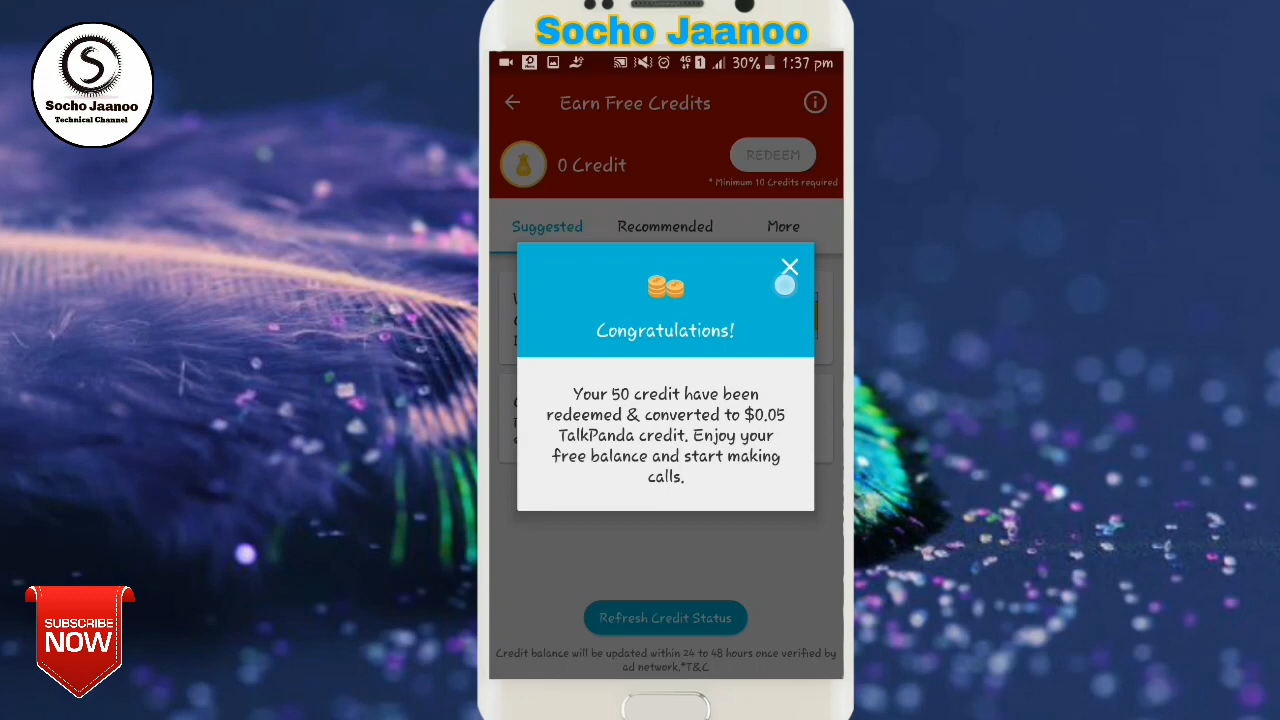 Socho Jaanoo
Socho Jaanoo
Technical Channel
4G
1
30%
1:37 pm
Earn Free Credits
0 Credit
REDEEM
* Minimum 10 Credits required
Suggested
Recommended
More
Congratulations!
Your 50 credit have been
redeemed & converted to $0.05
TalkPanda credit. Enjoy your
free balance and start making
calls.
Refresh Credit Status
Credit balance will be updated within 24 to 48 hours once verified by
ad network.*T&C
SUBSCRIBE
NOW